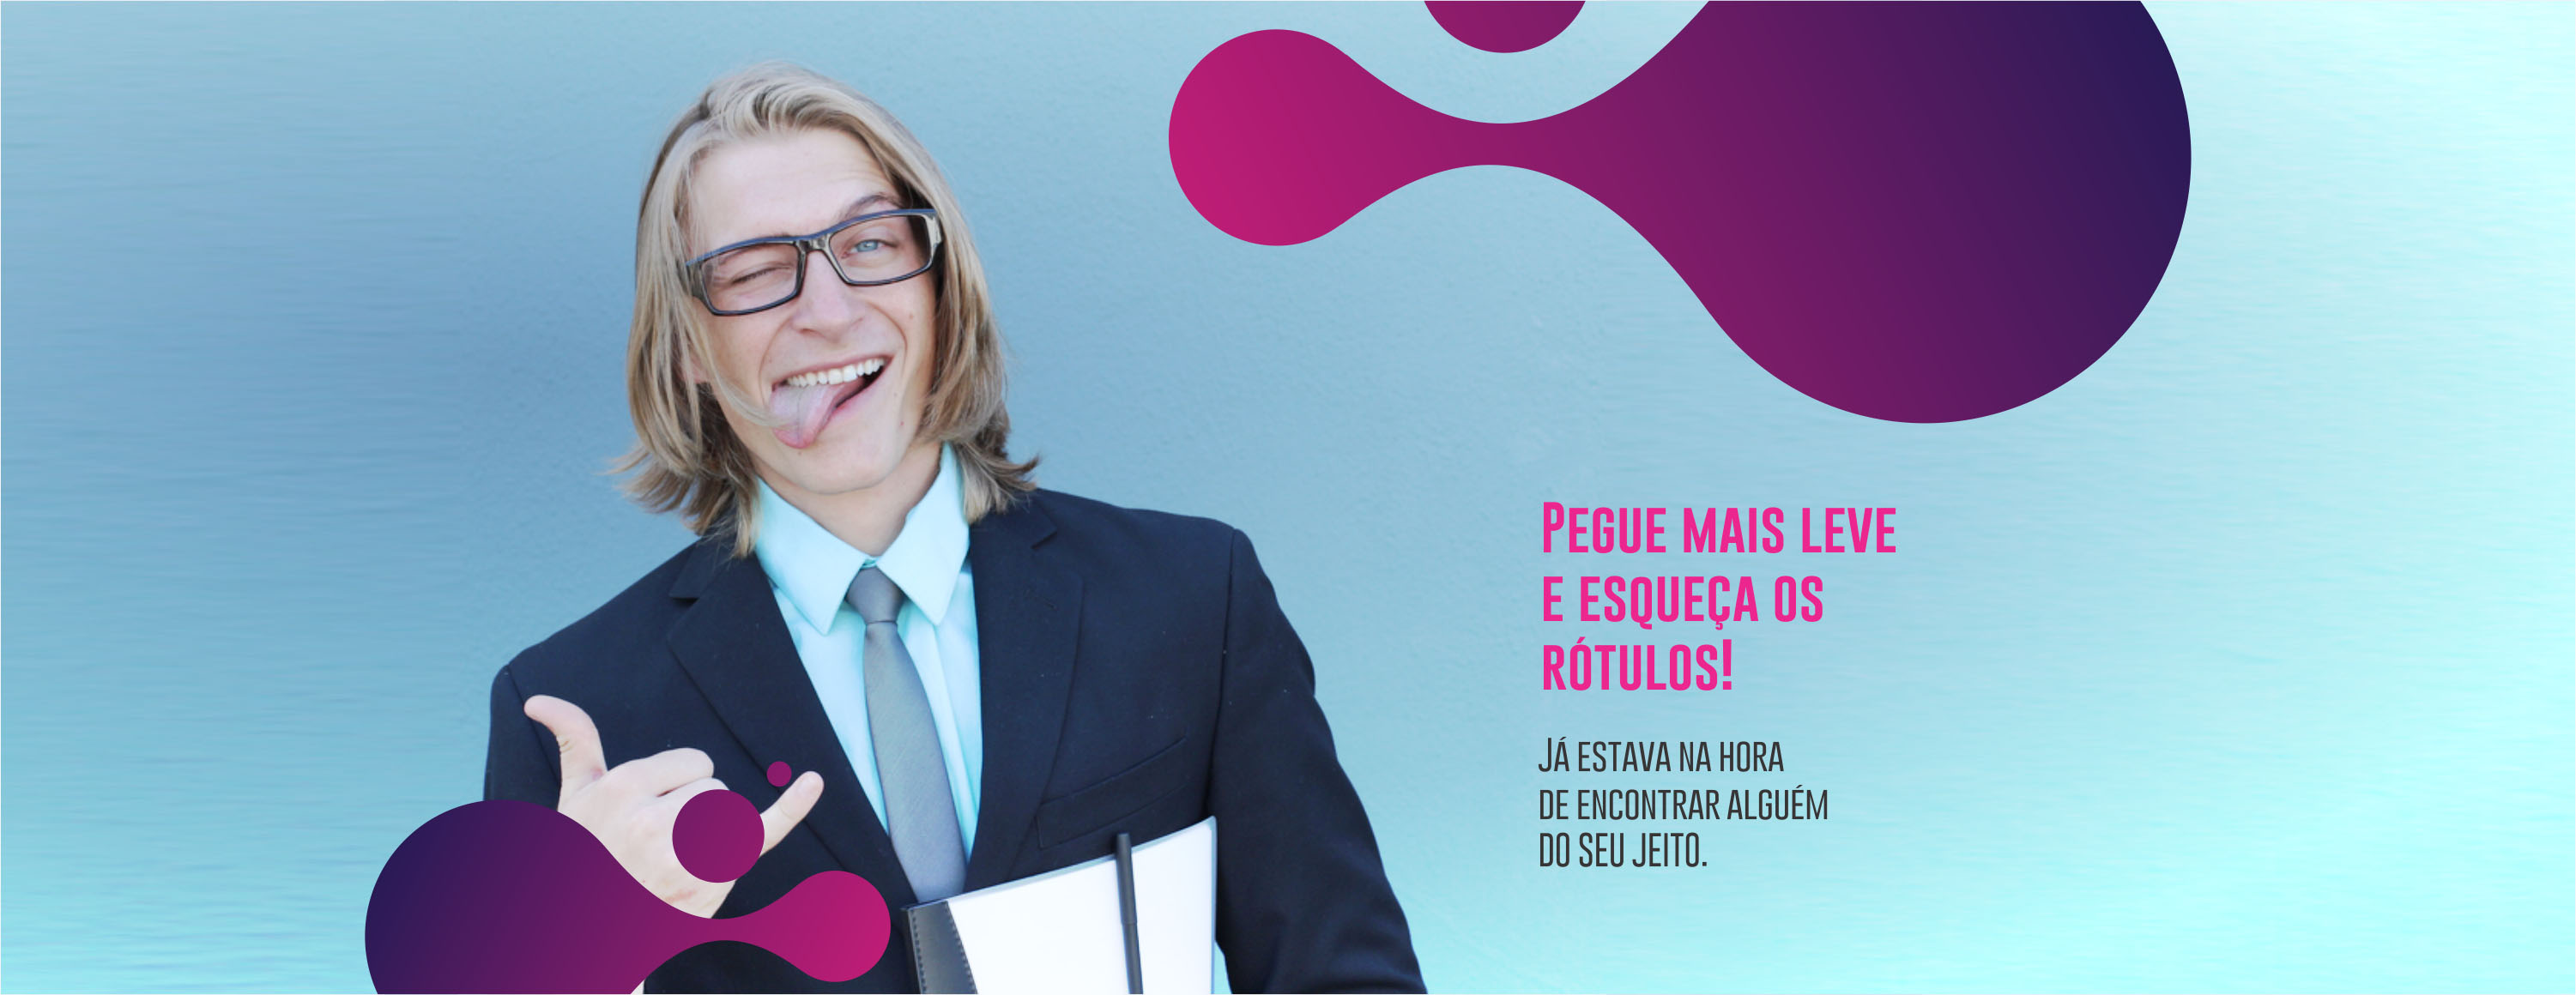 Pegue mais leve
e esqueça os
rótulos!
Já estava na hora
de encontrar alguém
do seu jeito.